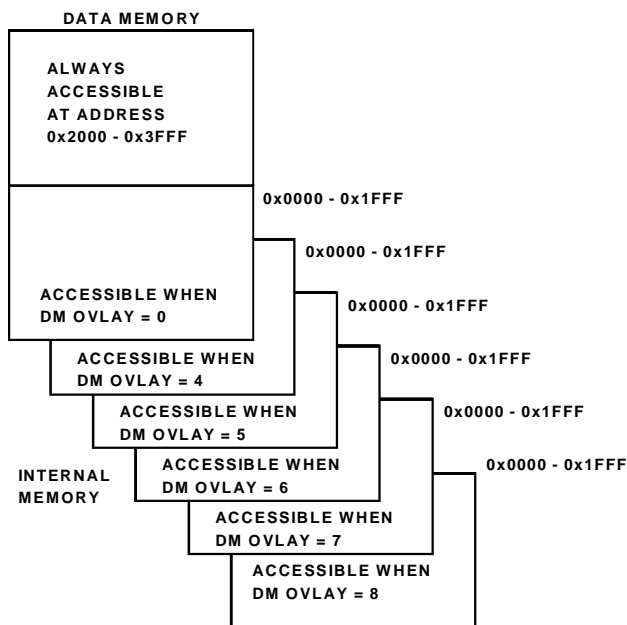 DATA MEMORY
ALWAYS
ACCESSIBLE
AT ADDRESS
0x2000 - 0x3FFF
0x0000 - 0x1FFF
0x0000 - 0x1FFF
ACCESSIBLE WHEN
DM OVLAY = 0
0x0000 - 0x1FFF
ACCESSIBLE WHEN
DM OVLAY = 4
0x0000 - 0x1FFF
ACCESSIBLE WHEN
DM OVLAY = 5
0x0000 - 0x1FFF
INTERNAL
MEMORY
ACCESSIBLE WHEN
DM OVLAY = 6
0x0000 - 0x1FFF
ACCESSIBLE WHEN
DM OVLAY = 7
ACCESSIBLE WHEN
DM OVLAY = 8